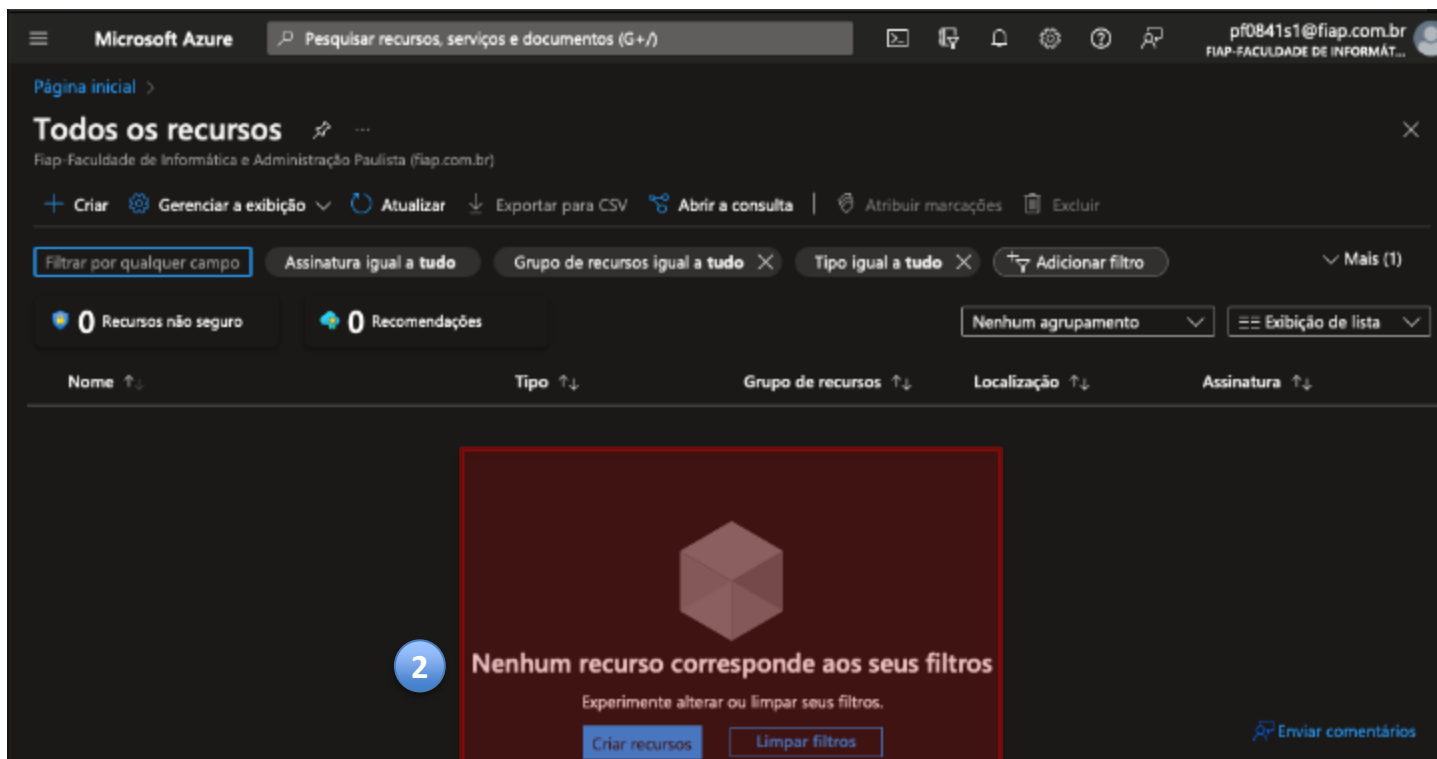 Microsoft Azure
Pesquisar recursos, serviços e documentos (G+/)
pf0841s1@fiap.com.br
FIAP-FACULDADE DE INFORMÁT...
Página inicial >
Todos os recursos ...
Fiap-Faculdade de Informática e Administração Paulista (fiap.com.br)
+ Criar Gerenciar a exibição Atualizar Exportar para CSV Abrir a consulta | Atribuir marcações Excluir
Filtrar por qualquer campo Assinatura igual a tudo Grupo de recursos igual a tudo Tipo igual a tudo Adicionar filtro Mais (1)
0 Recursos não seguro 0 Recomendações Nenhum agrupamento Exibição de lista
Nome Tipo Grupo de recursos Localização Assinatura
2
Nenhum recurso corresponde aos seus filtros
Experimente alterar ou limpar seus filtros.
Criar recursos Limpar filtros
Enviar comentários